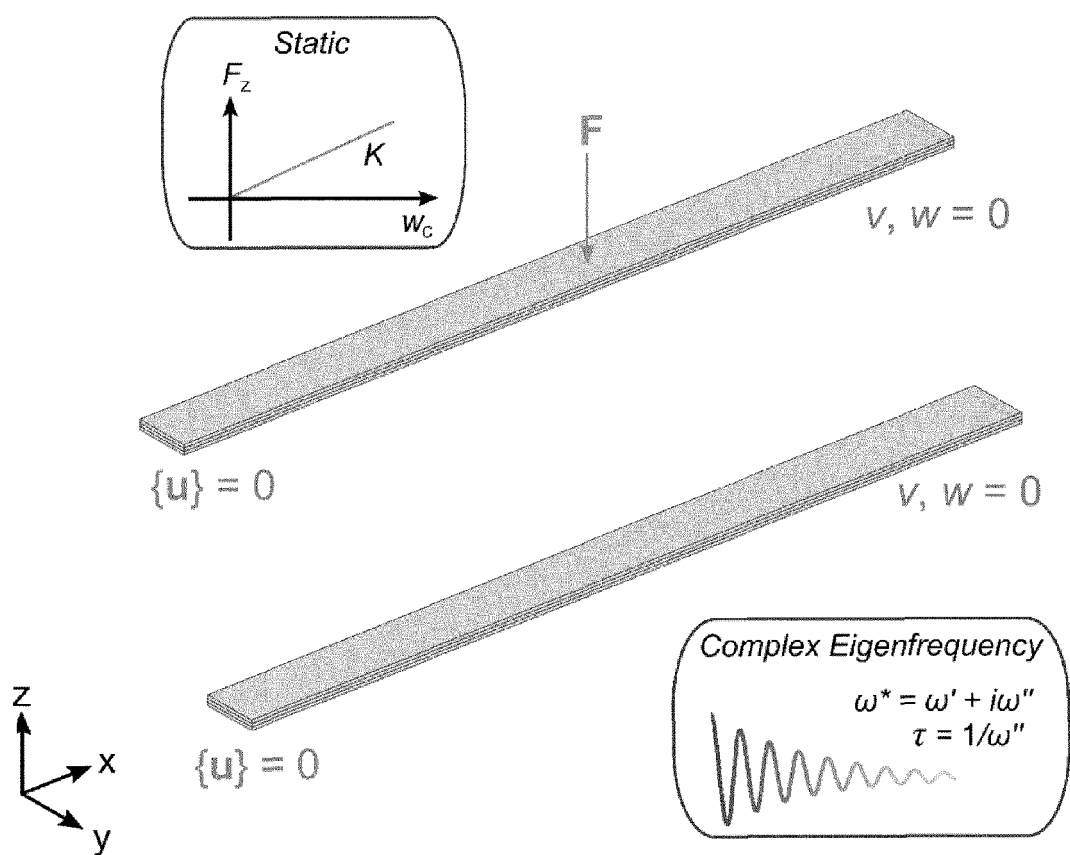 Static
F_z
K
w_c
F
v, w = 0
{u} = 0
v, w = 0
Complex Eigenfrequency
ω* = ω' + iω"
τ = 1/ω"
{u} = 0
z
x
y